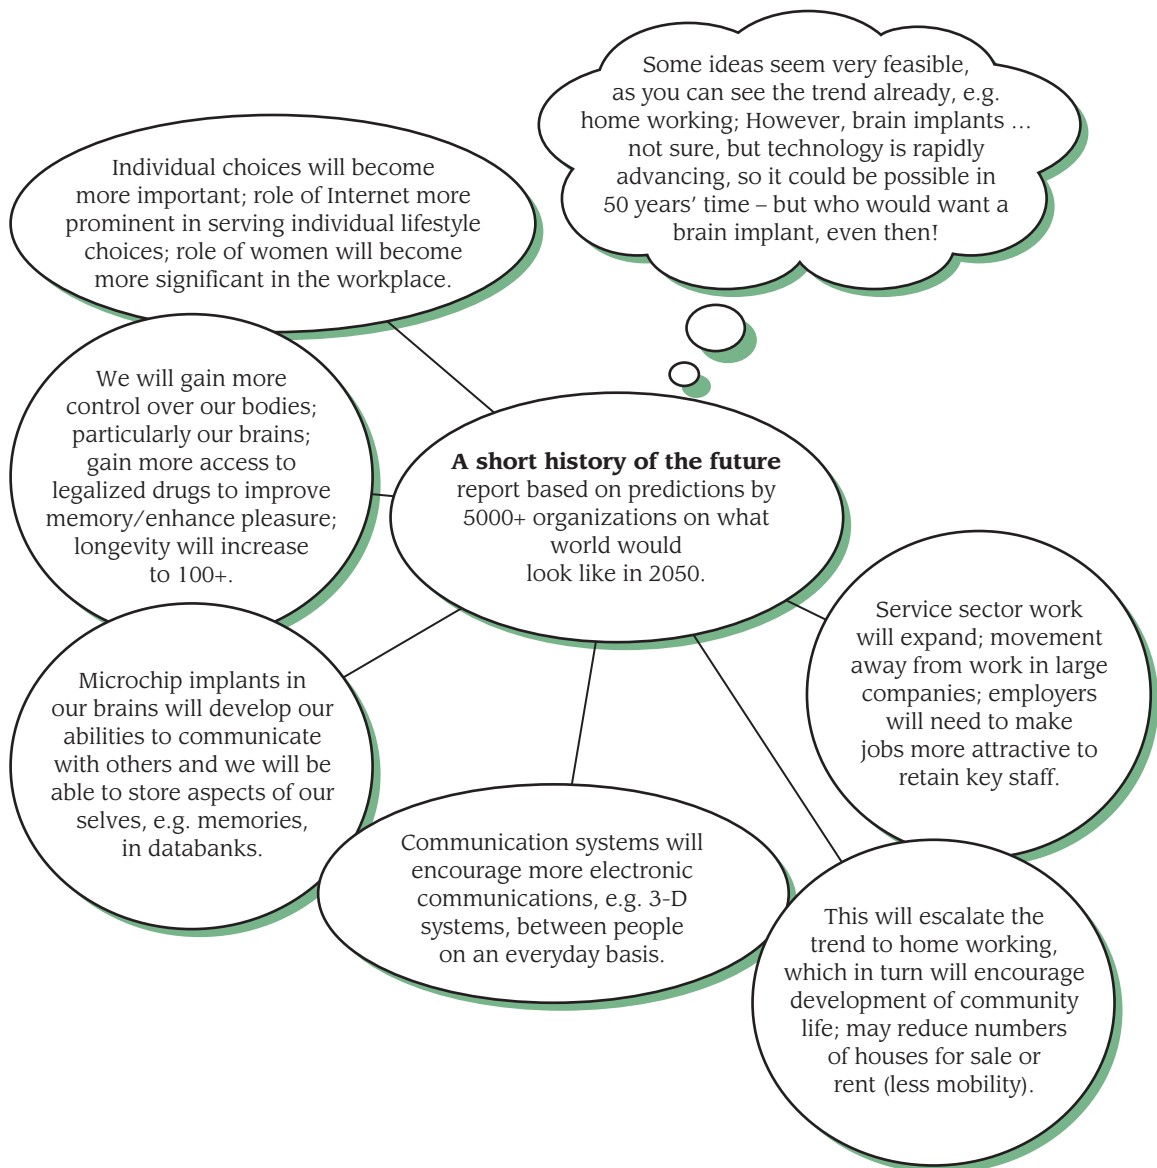 Some ideas seem very feasible,
as you can see the trend already, e.g.
home working; However, brain implants ...
not sure, but technology is rapidly
advancing, so it could be possible in
50 years' time – but who would want a
brain implant, even then!
Individual choices will become
more important; role of Internet more
prominent in serving individual lifestyle
choices; role of women will become
more significant in the workplace.
We will gain more
control over our bodies;
particularly our brains;
gain more access to
legalized drugs to improve
memory/enhance pleasure;
longevity will increase
to 100+.
A short history of the future
report based on predictions by
5000+ organizations on what
world would
look like in 2050.
Microchip implants in
our brains will develop our
abilities to communicate
with others and we will be
able to store aspects of our
selves, e.g. memories,
in databanks.
Communication systems will
encourage more electronic
communications, e.g. 3-D
systems, between people
on an everyday basis.
Service sector work
will expand; movement
away from work in large
companies; employers
will need to make
jobs more attractive to
retain key staff.
This will escalate the
trend to home working,
which in turn will encourage
development of community
life; may reduce numbers
of houses for sale or
rent (less mobility).